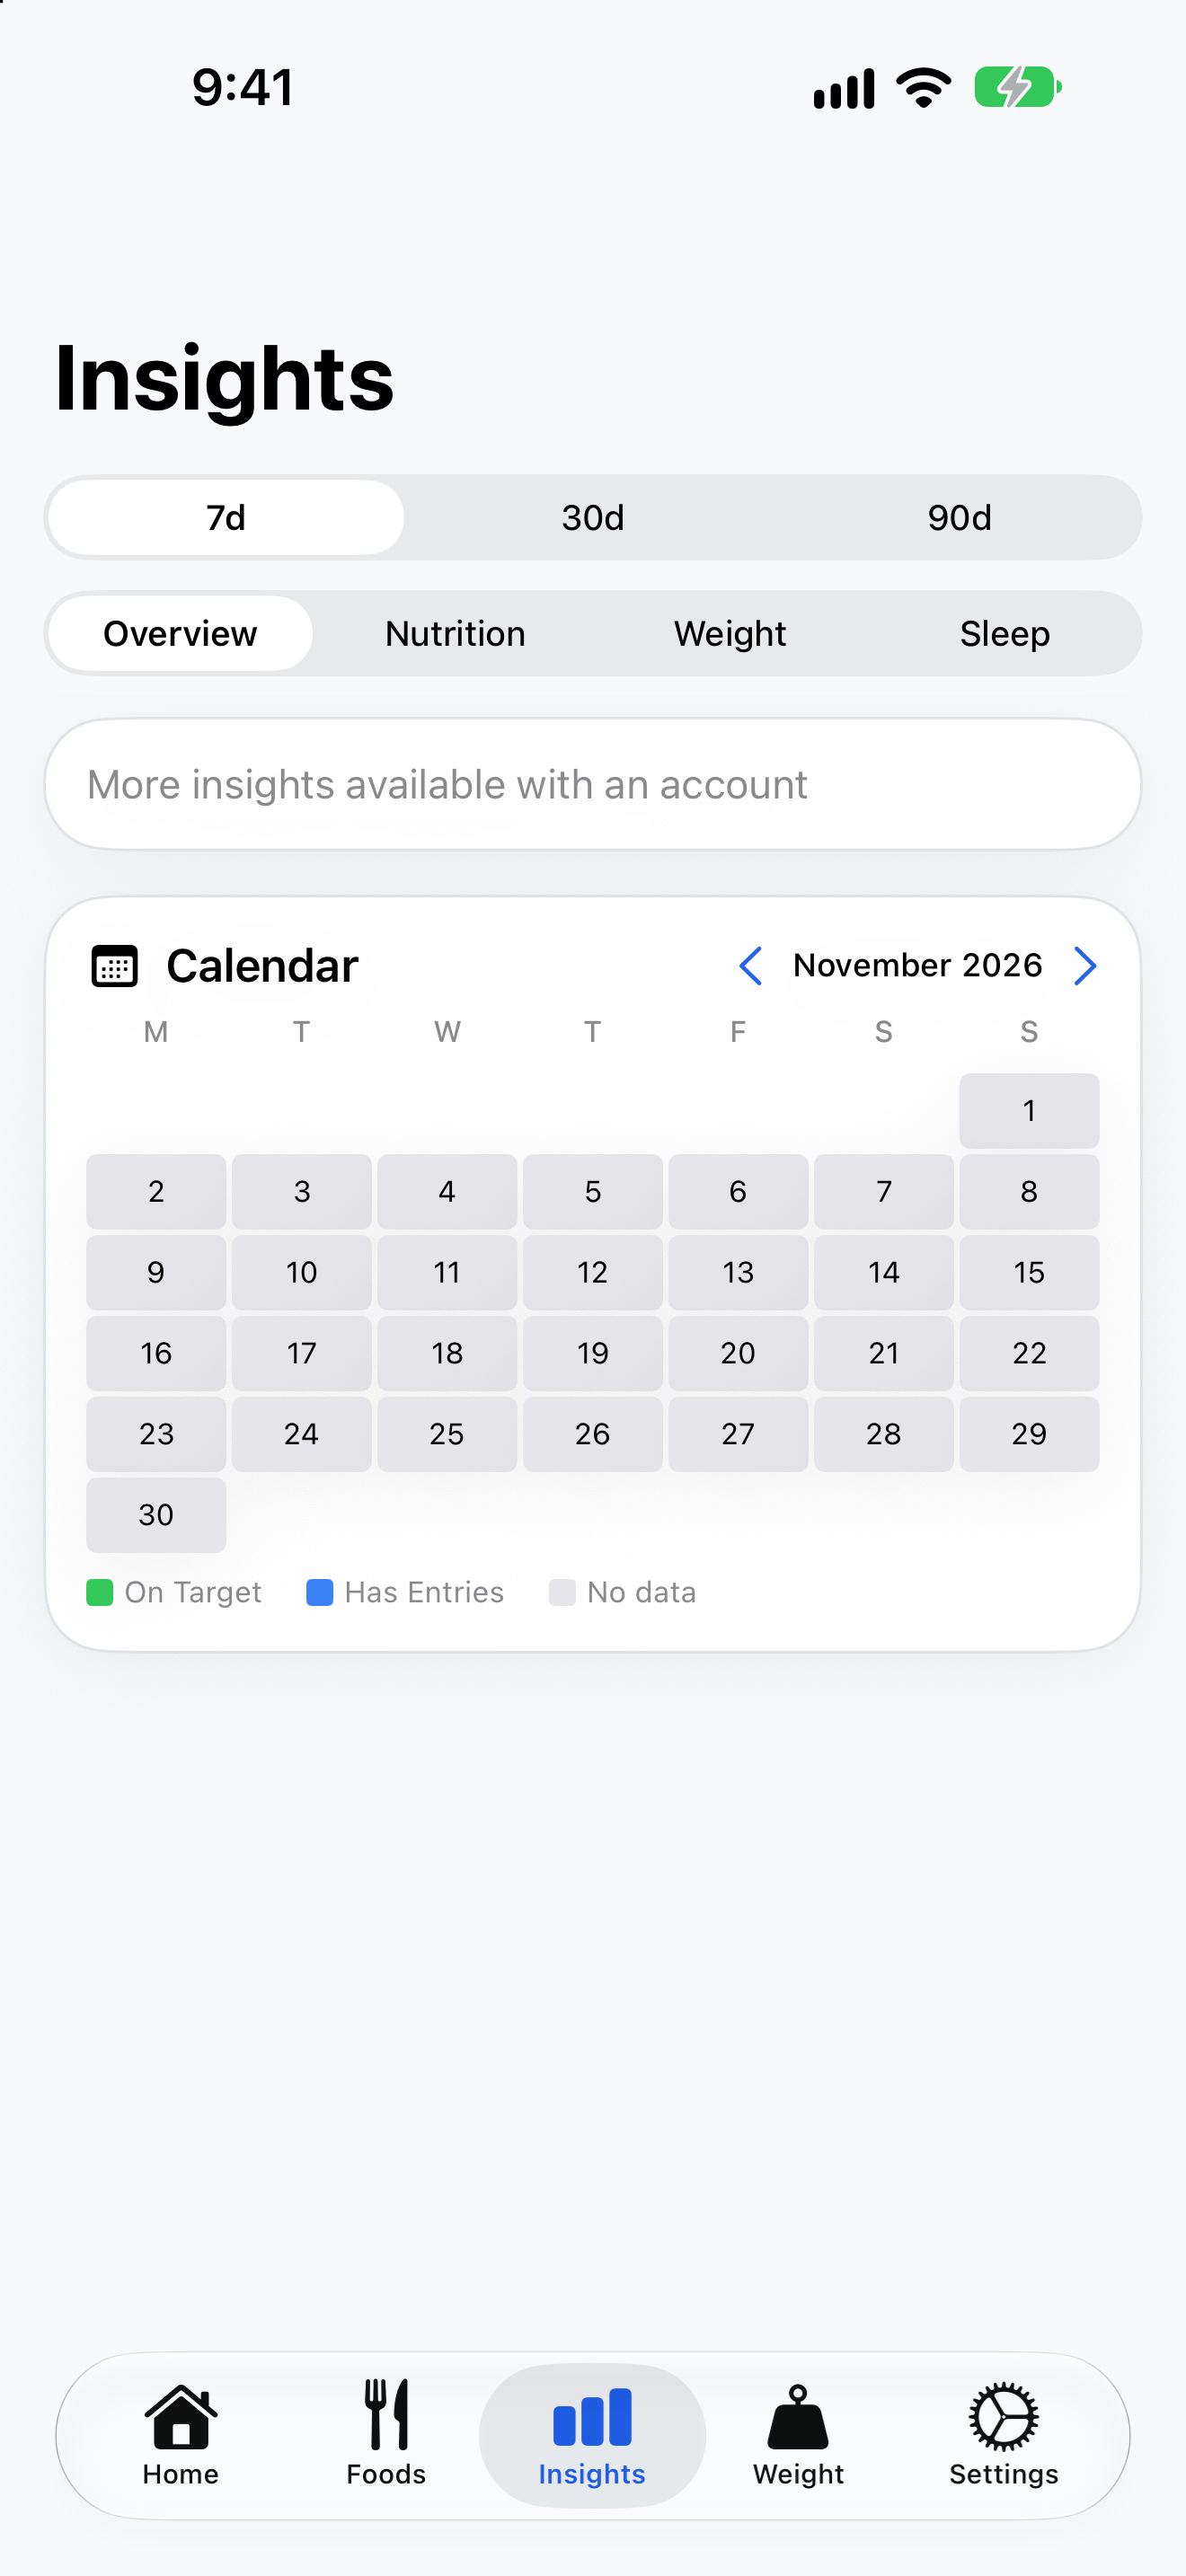 9:41
Insights
7d 30d 90d
Overview Nutrition Weight Sleep
More insights available with an account
Calendar November 2026
M T W T F S S
1
2 3 4 5 6 7 8
9 10 11 12 13 14 15
16 17 18 19 20 21 22
23 24 25 26 27 28 29
30
On Target Has Entries No data
Home Foods Insights Weight Settings